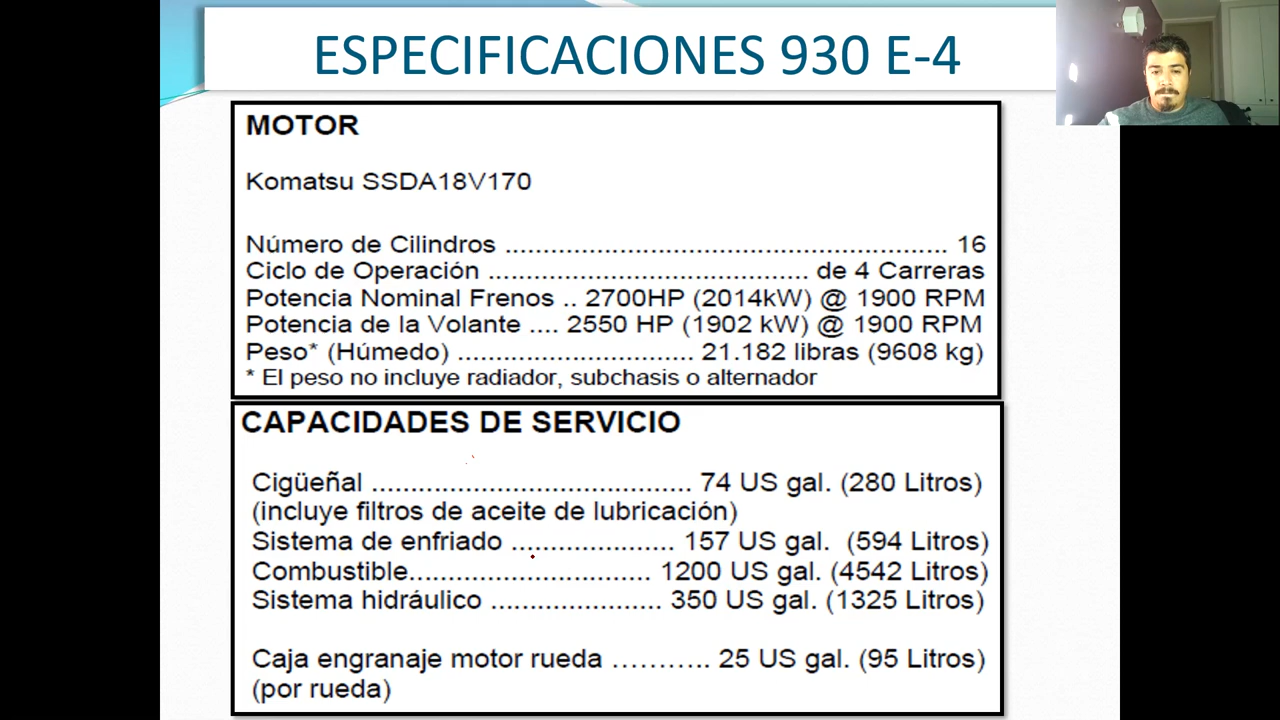 ESPECIFICACIONES 930 E-4
MOTOR
Komatsu SSDA18V170
Número de Cilindros .......................................................... 16
Ciclo de Operación .......................................... de 4 Carreras
Potencia Nominal Frenos .. 2700HP (2014kW) @ 1900 RPM
Potencia de la Volante .... 2550 HP (1902 kW) @ 1900 RPM
Peso* (Húmedo) ............................... 21.182 libras (9608 kg)
* El peso no incluye radiador, subchasis o alternador
CAPACIDADES DE SERVICIO
Cigüeñal ......................................... 74 US gal. (280 Litros)
(incluye filtros de aceite de lubricación)
Sistema de enfriado ..................... 157 US gal. (594 Litros)
Combustible............................... 1200 US gal. (4542 Litros)
Sistema hidráulico ...................... 350 US gal. (1325 Litros)
Caja engranaje motor rueda ……….. 25 US gal. (95 Litros)
(por rueda)